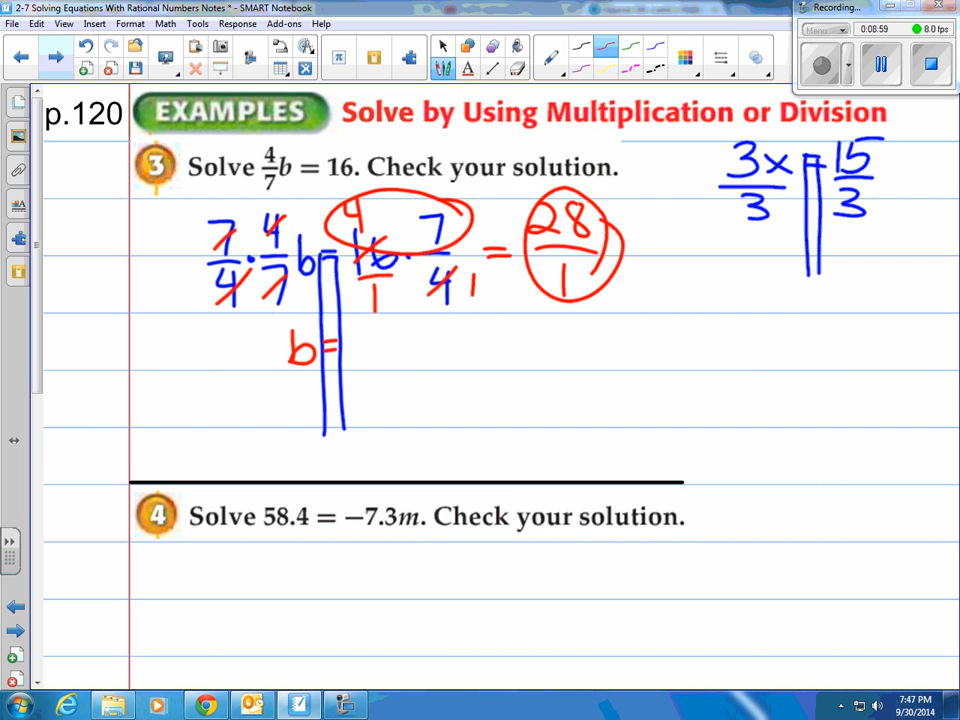 2-7 Solving Equations With Rational Numbers Notes * - SMART Notebook
File Edit View Insert Format Math Tools Response Add-ons Help
Recording...
Menu
0:08:59
8.0 fps
p.120
EXAMPLES Solve by Using Multiplication or Division
3 Solve 4/7 b = 16. Check your solution.
3x/3 = 15/3
7/4 · 4/7 b = 16/1 · 7/4 = 28/1
4
1
b =
4 Solve 58.4 = −7.3m. Check your solution.
7:47 PM
9/30/2014